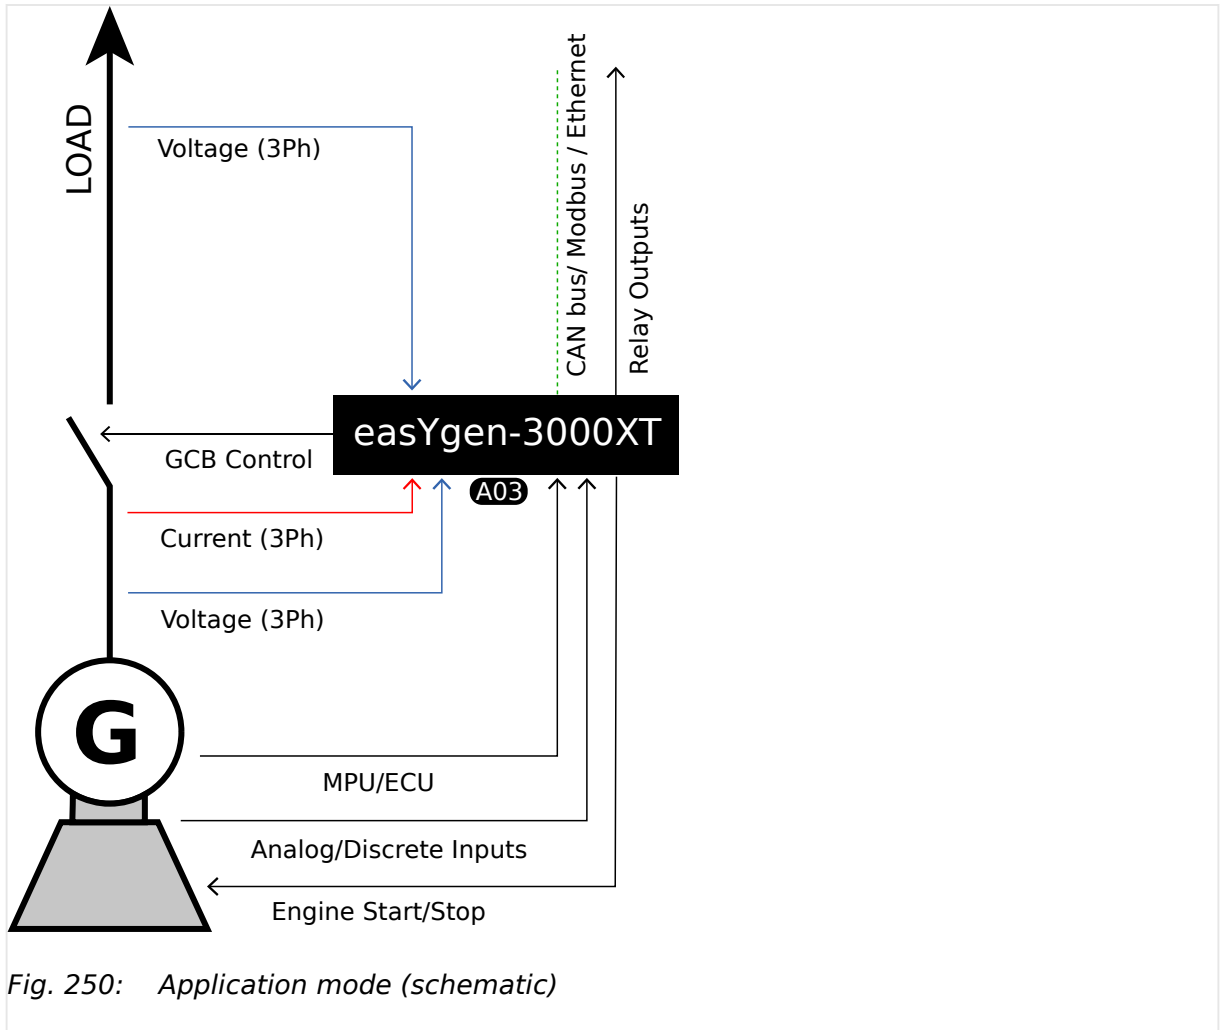 LOAD
Voltage (3Ph)
CAN bus/ Modbus / Ethernet
Relay Outputs
easYgen-3000XT
GCB Control
A03
Current (3Ph)
Voltage (3Ph)
G
MPU/ECU
Analog/Discrete Inputs
Engine Start/Stop
Fig. 250: Application mode (schematic)